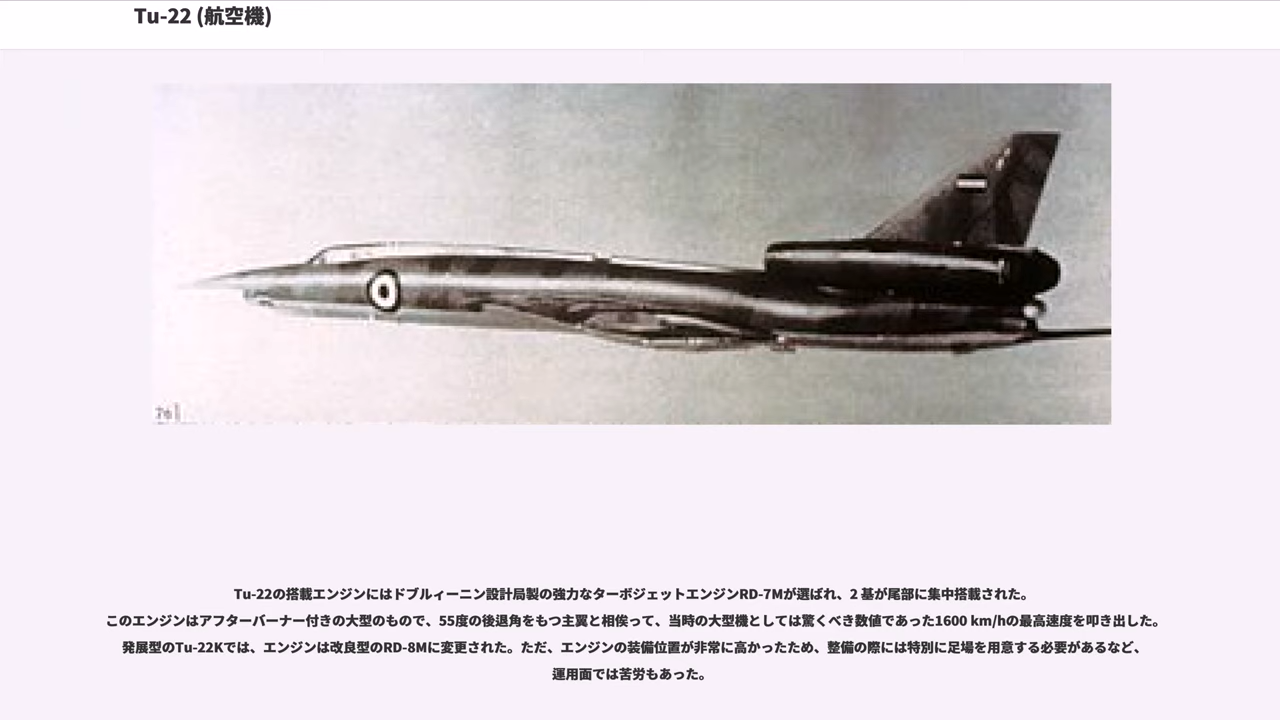 Tu-22 (航空機)
Tu-22の搭載エンジンにはドブルィーニン設計局製の強力なターボジェットエンジンRD-7Mが選ばれ、2 基が尾部に集中搭載された。
このエンジンはアフターバーナー付きの大型のもので、55度の後退角をもつ主翼と相俟って、当時の大型機としては驚くべき数値であった1600 km/hの最高速度を叩き出した。
発展型のTu-22Kでは、エンジンは改良型のRD-8Mに変更された。ただ、エンジンの装備位置が非常に高かったため、整備の際には特別に足場を用意する必要があるなど、
運用面では苦労もあった。